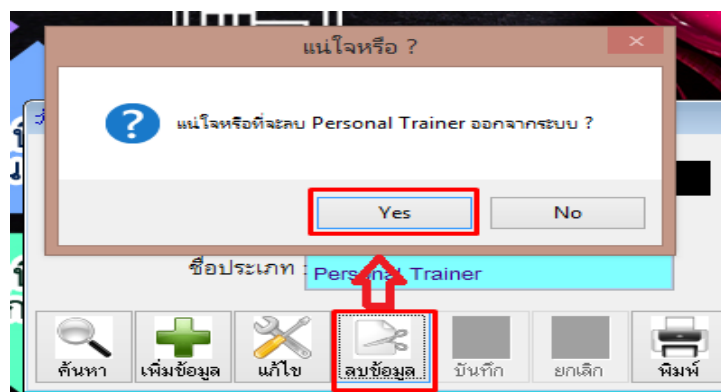 แน่ใจหรือ ?
แน่ใจหรือที่จะลบ Personal Trainer ออกจากระบบ ?
Yes
No
ชื่อประเภท :
Personal Trainer
ค้นหา
เพิ่มข้อมูล
แก้ไข
ลบข้อมูล
บันทึก
ยกเลิก
พิมพ์